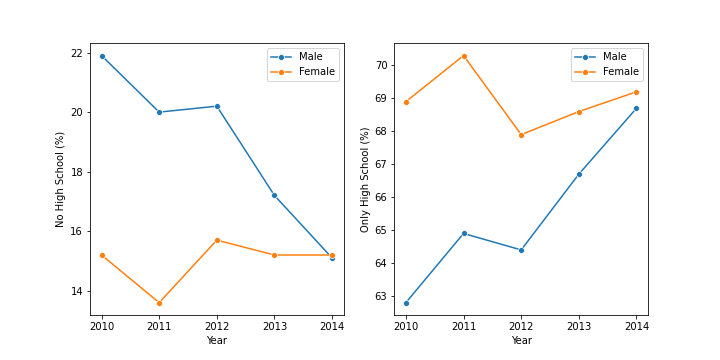 No High School (%)
22
20
18
16
14
Male
Female
2010 2011 2012 2013 2014
Year
Only High School (%)
70
69
68
67
66
65
64
63
Male
Female
2010 2011 2012 2013 2014
Year